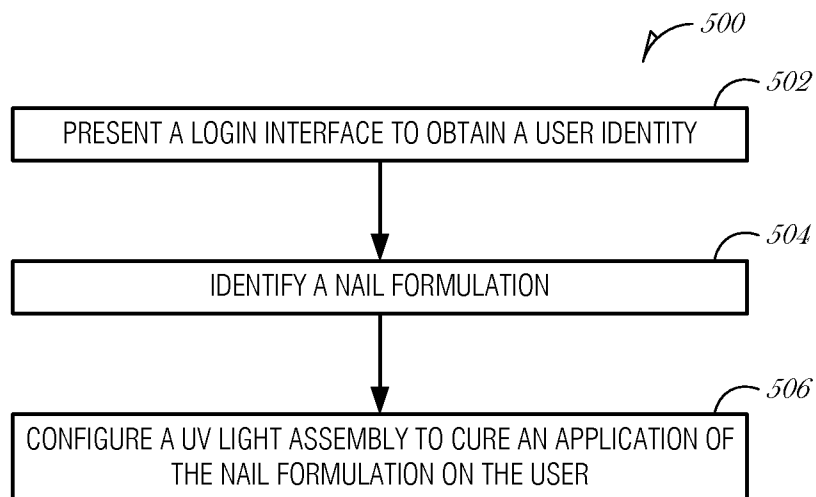 500
502
PRESENT A LOGIN INTERFACE TO OBTAIN A USER IDENTITY
504
IDENTIFY A NAIL FORMULATION
506
CONFIGURE A UV LIGHT ASSEMBLY TO CURE AN APPLICATION OF
THE NAIL FORMULATION ON THE USER